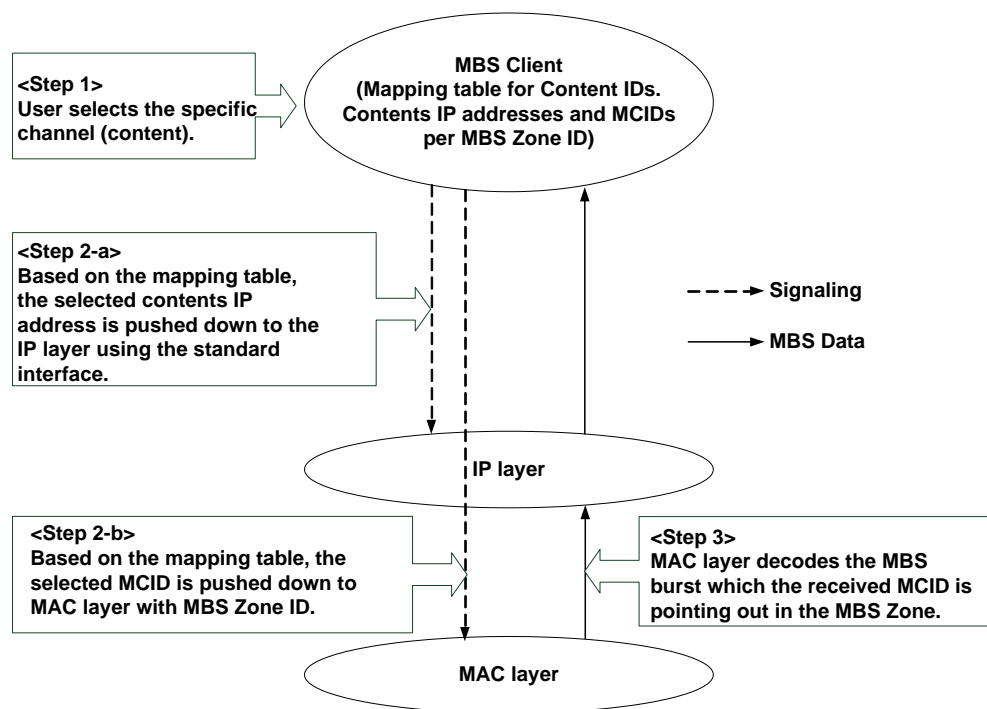 <Step 1>
User selects the specific
channel (content).
MBS Client
(Mapping table for Content IDs.
Contents IP addresses and MCIDs
per MBS Zone ID)
<Step 2-a>
Based on the mapping table,
the selected contents IP
address is pushed down to the
IP layer using the standard
interface.
Signaling
MBS Data
IP layer
<Step 2-b>
Based on the mapping table, the
selected MCID is pushed down to
MAC layer with MBS Zone ID.
<Step 3>
MAC layer decodes the MBS
burst which the received MCID is
pointing out in the MBS Zone.
MAC layer